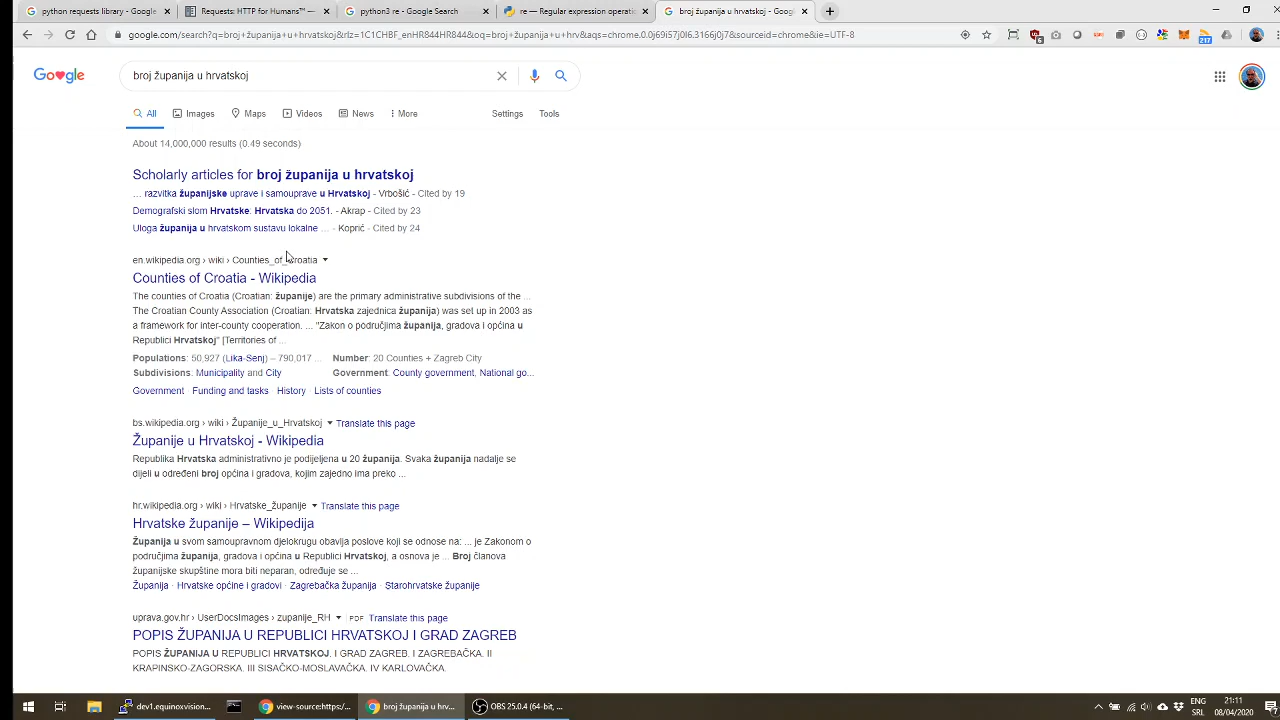 python requests library - Google
Requests: HTTP for Humans™ —
python3 re - Google Search
re — Regular expression operatio
broj županija u hrvatskoj - Google
google.com/search?q=broj+županija+u+hrvatskoj&rlz=1C1CHBF_enHR844HR844&oq=broj+županija+u+hrv&aqs=chrome.0.0j69i57j0l6.3166j0j7&sourceid=chrome&ie=UTF-8
217
Google
broj županija u hrvatskoj
All Images Maps Videos News More Settings Tools
About 14,000,000 results (0.49 seconds)
Scholarly articles for broj županija u hrvatskoj
... razvitka županijske uprave i samouprave u Hrvatskoj - Vrbošić - Cited by 19
Demografski slom Hrvatske: Hrvatska do 2051. - Akrap - Cited by 23
Uloga županija u hrvatskom sustavu lokalne ... - Koprić - Cited by 24
en.wikipedia.org › wiki › Counties_of_Croatia
Counties of Croatia - Wikipedia
The counties of Croatia (Croatian: županije) are the primary administrative subdivisions of the ...
The Croatian County Association (Croatian: Hrvatska zajednica županija) was set up in 2003 as
a framework for inter-county cooperation. ... "Zakon o područjima županija, gradova i općina u
Republici Hrvatskoj" [Territories of ...
Populations: 50,927 (Lika-Senj) – 790,017 ... Number: 20 Counties + Zagreb City
Subdivisions: Municipality and City Government: County government, National go...
Government · Funding and tasks · History · Lists of counties
bs.wikipedia.org › wiki › Županije_u_Hrvatskoj Translate this page
Županije u Hrvatskoj - Wikipedia
Republika Hrvatska administrativno je podijeljena u 20 županija. Svaka županija nadalje se
dijeli u određeni broj općina i gradova, kojim zajedno ima preko ...
hr.wikipedia.org › wiki › Hrvatske_županije Translate this page
Hrvatske županije – Wikipedija
Županija u svom samoupravnom djelokrugu obavlja poslove koji se odnose na: ... je Zakonom o
područjima županija, gradova i općina u Republici Hrvatskoj, a osnova je ... Broj članova
županijske skupštine mora biti neparan, određuje se ...
Županija · Hrvatske općine i gradovi · Zagrebačka županija · Starohrvatske županije
uprava.gov.hr › UserDocsImages › zupanije_RH PDF Translate this page
POPIS ŽUPANIJA U REPUBLICI HRVATSKOJ I GRAD ZAGREB
POPIS ŽUPANIJA U REPUBLICI HRVATSKOJ. I GRAD ZAGREB. I ZAGREBAČKA. II
KRAPINSKO-ZAGORSKA. III SISAČKO-MOSLAVAČKA. IV KARLOVAČKA.
dev1.equinoxvision....
view-source:https:/...
broj županija u hrv...
OBS 25.0.4 (64-bit, ...
ENG
SRL
21:11
08/04/2020